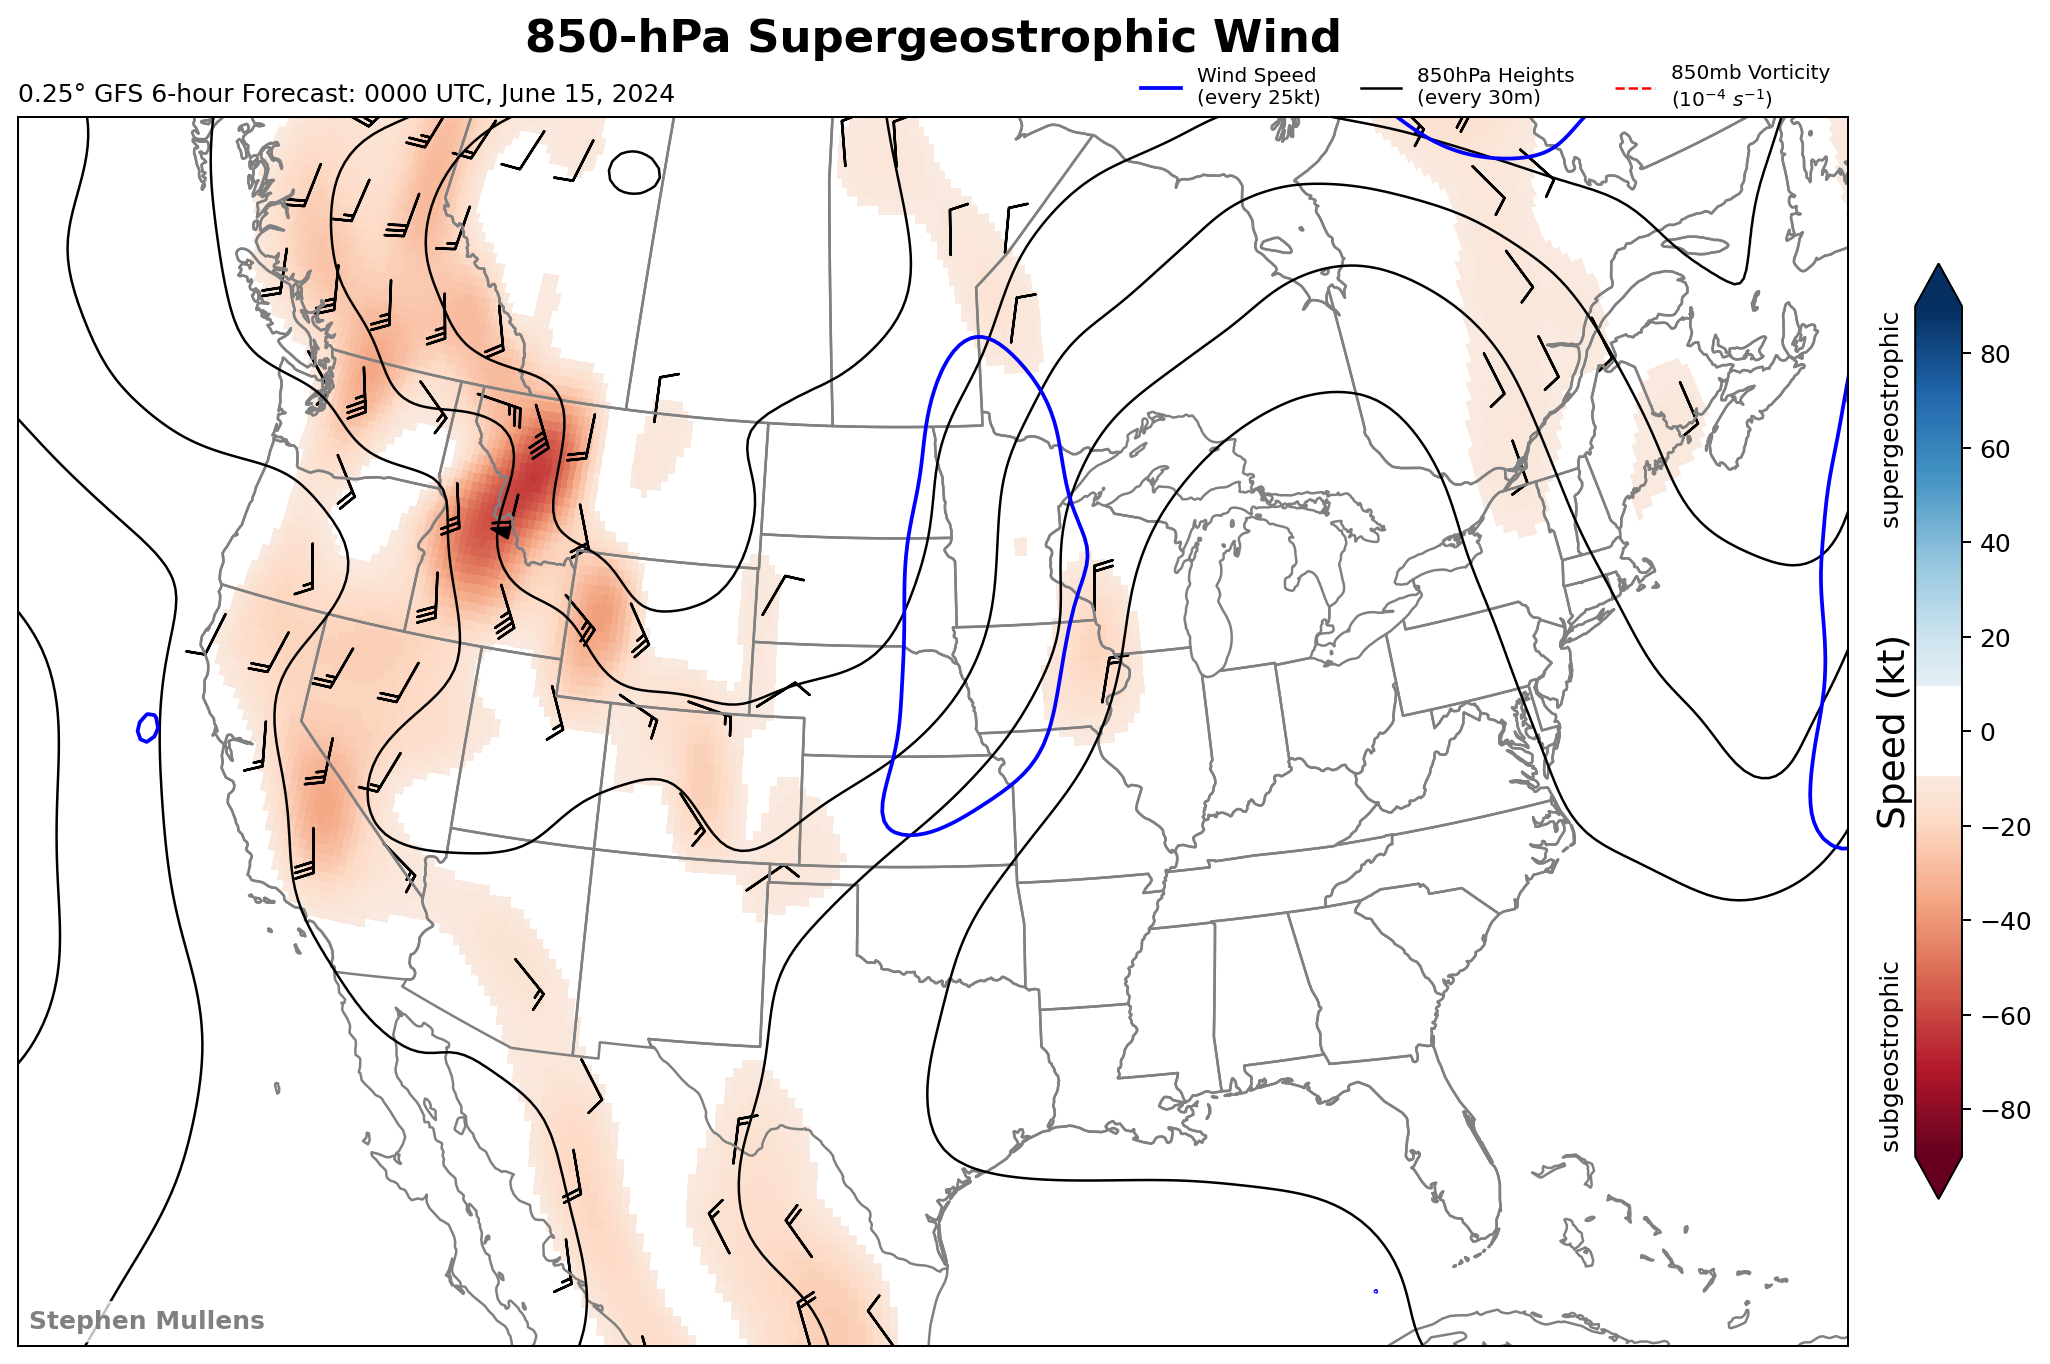 850-hPa Supergeostrophic Wind
0.25° GFS 6-hour Forecast: 0000 UTC, June 15, 2024
Wind Speed
(every 25kt)
850hPa Heights
(every 30m)
850mb Vorticity
(10⁻⁴ s⁻¹)
supergeostrophic
Speed (kt)
subgeostrophic
80
60
40
20
0
−20
−40
−60
−80
Stephen Mullens